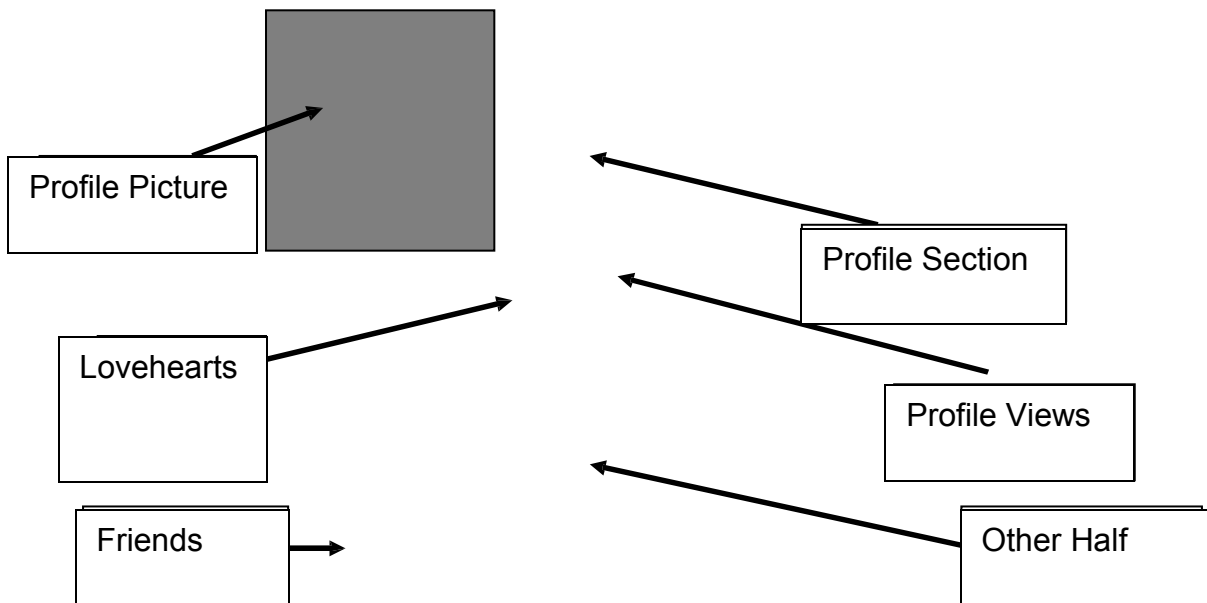 Profile Picture
Profile Section
Lovehearts
Profile Views
Friends
Other Half